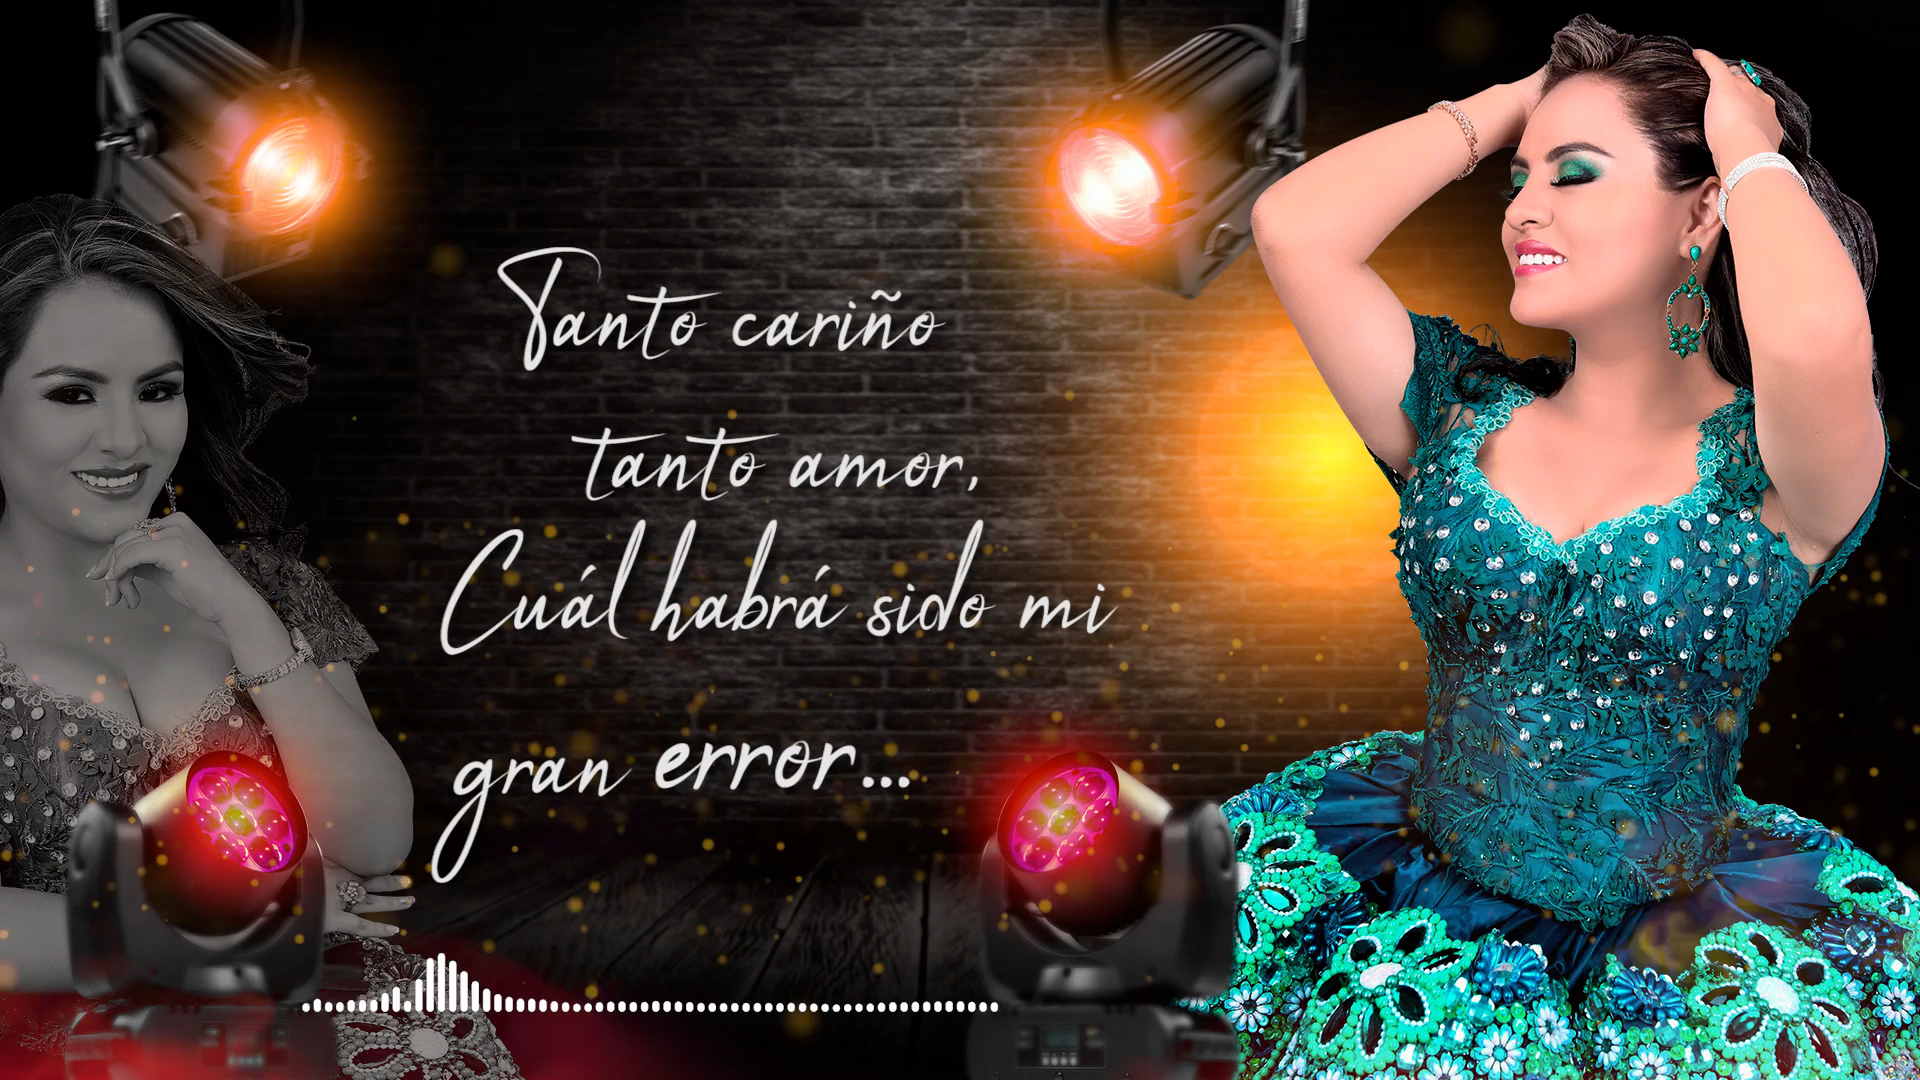 Tanto cariño
tanto amor,
Cuál habrá sido mi
gran error...